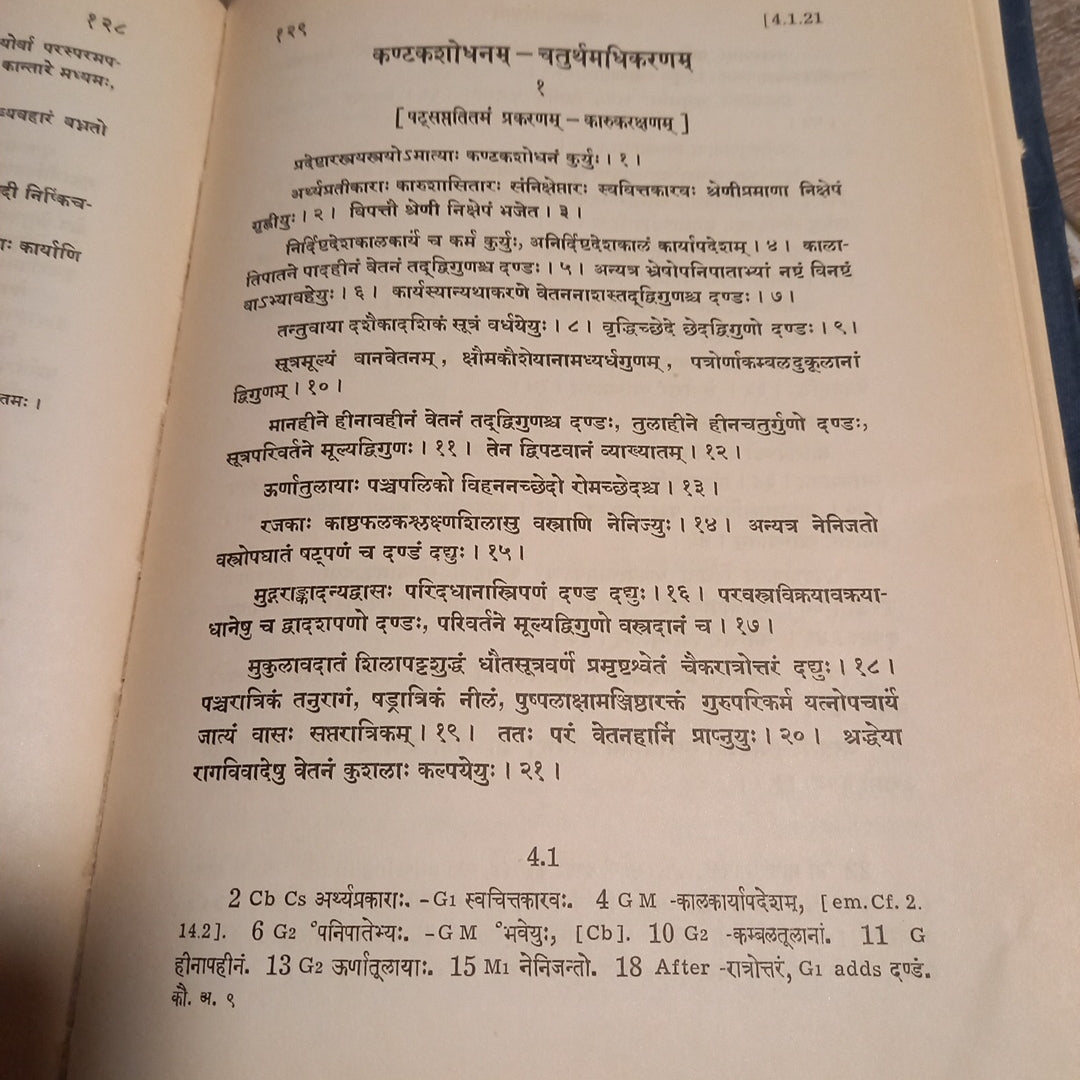 १२८
योर्वा परस्परमप-
कान्तारे मध्यमः,
व्यवहारं बध्नतो
दी निष्किंच-
ाः कार्याणि
तमः ।
१२९
[4.1.21
कण्टकशोधनम् – चतुर्थमधिकरणम्
१
[ षट्सप्ततितमं प्रकरणम् – कारुकरक्षणम् ]
प्रदेष्टारस्त्रयस्त्रयोऽमात्याः कण्टकशोधनं कुर्युः । १ ।
अर्थ्यप्रतीकाराः कारुशासितारः संनिक्षेप्तारः स्ववित्तकारवः श्रेणीप्रमाणा निक्षेपं
गृह्णीयुः । २ । विपत्तौ श्रेणी निक्षेपं भजेत । ३ ।
निर्दिष्टदेशकालकार्यं च कर्म कुर्युः, अनिर्दिष्टदेशकालं कार्यापदेशम् । ४ । काला-
तिपातने पादहीनं वेतनं तद्द्विगुणश्च दण्डः । ५ । अन्यत्र भ्रेषोपनिपाताभ्यां नष्टं विनष्टं
वाऽभ्यावहेयुः । ६ । कार्यस्यान्यथाकरणे वेतननाशस्तद्द्विगुणश्च दण्डः । ७ ।
तन्तुवाया दशैकादशिकं सूत्रं वर्धयेयुः । ८ । वृद्धिच्छेदे छेदद्विगुणो दण्डः । ९ ।
सूत्रमूल्यं वानवेतनम्, क्षौमकौशेयानामध्यर्धगुणम्, पत्रोर्णाकम्बलदुकूलानां
द्विगुणम् । १० ।
मानहीने हीनावहीनं वेतनं तद्द्विगुणश्च दण्डः, तुलाहीने हीनचतुर्गुणो दण्डः,
सूत्रपरिवर्तने मूल्यद्विगुणः । ११ । तेन द्विपटवानं व्याख्यातम् । १२ ।
ऊर्णातुलायाः पञ्चपलिको विहननच्छेदो रोमच्छेदश्च । १३ ।
रजकाः काष्ठफलकश्लक्ष्णशिलासु वस्त्राणि नेनिज्युः । १४ । अन्यत्र नेनिजतो
वस्त्रोपघातं षट्पणं च दण्डं दद्युः । १५ ।
मुद्गराङ्कादन्यद्वासः परिदधानास्त्रिपणं दण्ड दद्युः । १६ । परवस्त्रविक्रयावक्रया-
धानेषु च द्वादशपणो दण्डः, परिवर्तने मूल्यद्विगुणो वस्त्रदानं च । १७ ।
मुकुलावदातं शिलापट्टशुद्धं धौतसूत्रवर्णं प्रमृष्टश्वेतं चैकरात्रोत्तरं दद्युः । १८ ।
पञ्चरात्रिकं तनुरागं, षड्रात्रिकं नीलं, पुष्पलाक्षामञ्जिष्ठारक्तं गुरुपरिकर्म यत्नोपचार्यं
जात्यं वासः सप्तरात्रिकम् । १९ । ततः परं वेतनहानिं प्राप्नुयुः । २० । श्रद्धेया
रागविवादेषु वेतनं कुशलाः कल्पयेयुः । २१ ।
4.1
2 Cb Cs अर्थ्यप्रकाराः. – G1 स्वचित्तकारवः. 4 G M -कालकार्यापदेशम्, [ em. Cf. 2.
14.2]. 6 G2 °पनिपातेभ्यः. – G M °भवेयुः, [Cb]. 10 G2 -कम्बलतूलानां. 11 G
हीनापहीनं. 13 G2 ऊर्णातूलायाः. 15 M1 नेनिजन्तो. 18 After -रात्रोत्तरं, G1 adds दण्डं.
कौ. अ. ९